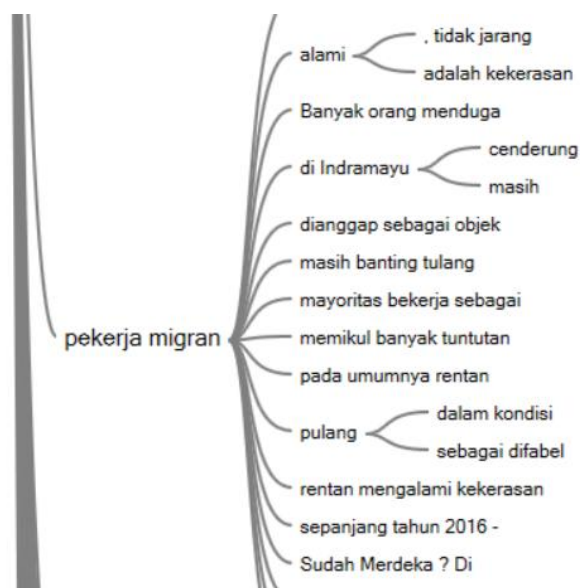 alami
, tidak jarang
adalah kekerasan
Banyak orang menduga
di Indramayu
cenderung
masih
dianggap sebagai objek
masih banting tulang
mayoritas bekerja sebagai
pekerja migran
memikul banyak tuntutan
pada umumnya rentan
pulang
dalam kondisi
sebagai difabel
rentan mengalami kekerasan
sepanjang tahun 2016 -
Sudah Merdeka ? Di